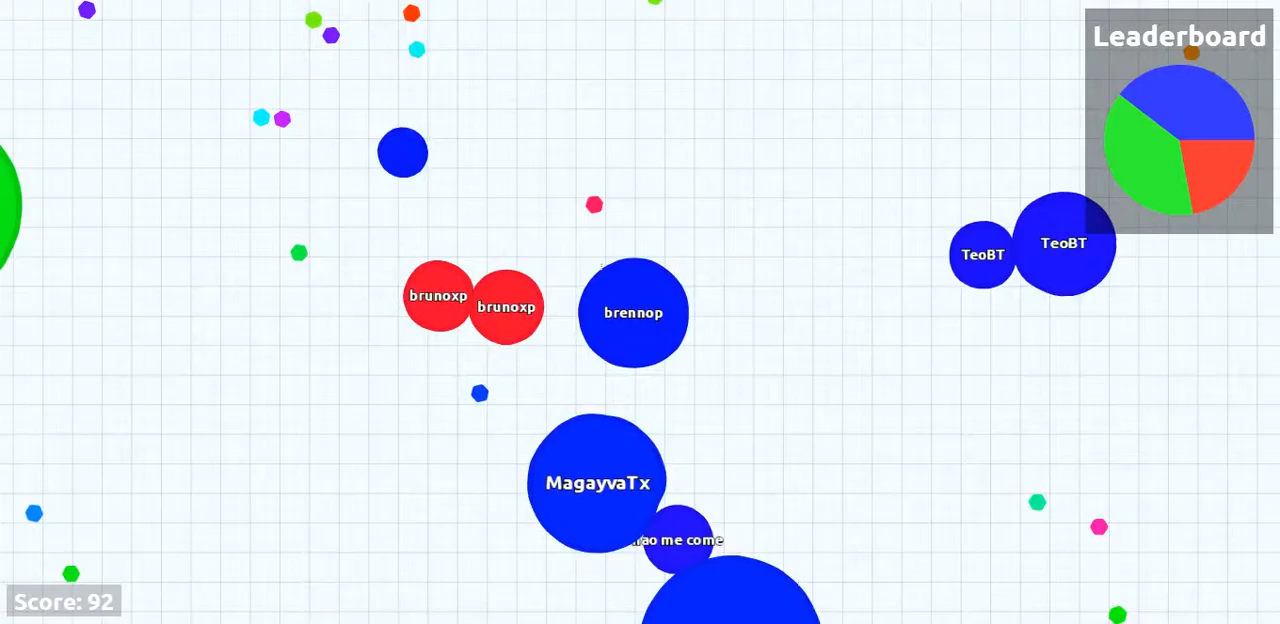 Leaderboard
TeoBT
TeoBT
brunoxp
brunoxp
brennop
MagayvaTx
me come
Score: 92